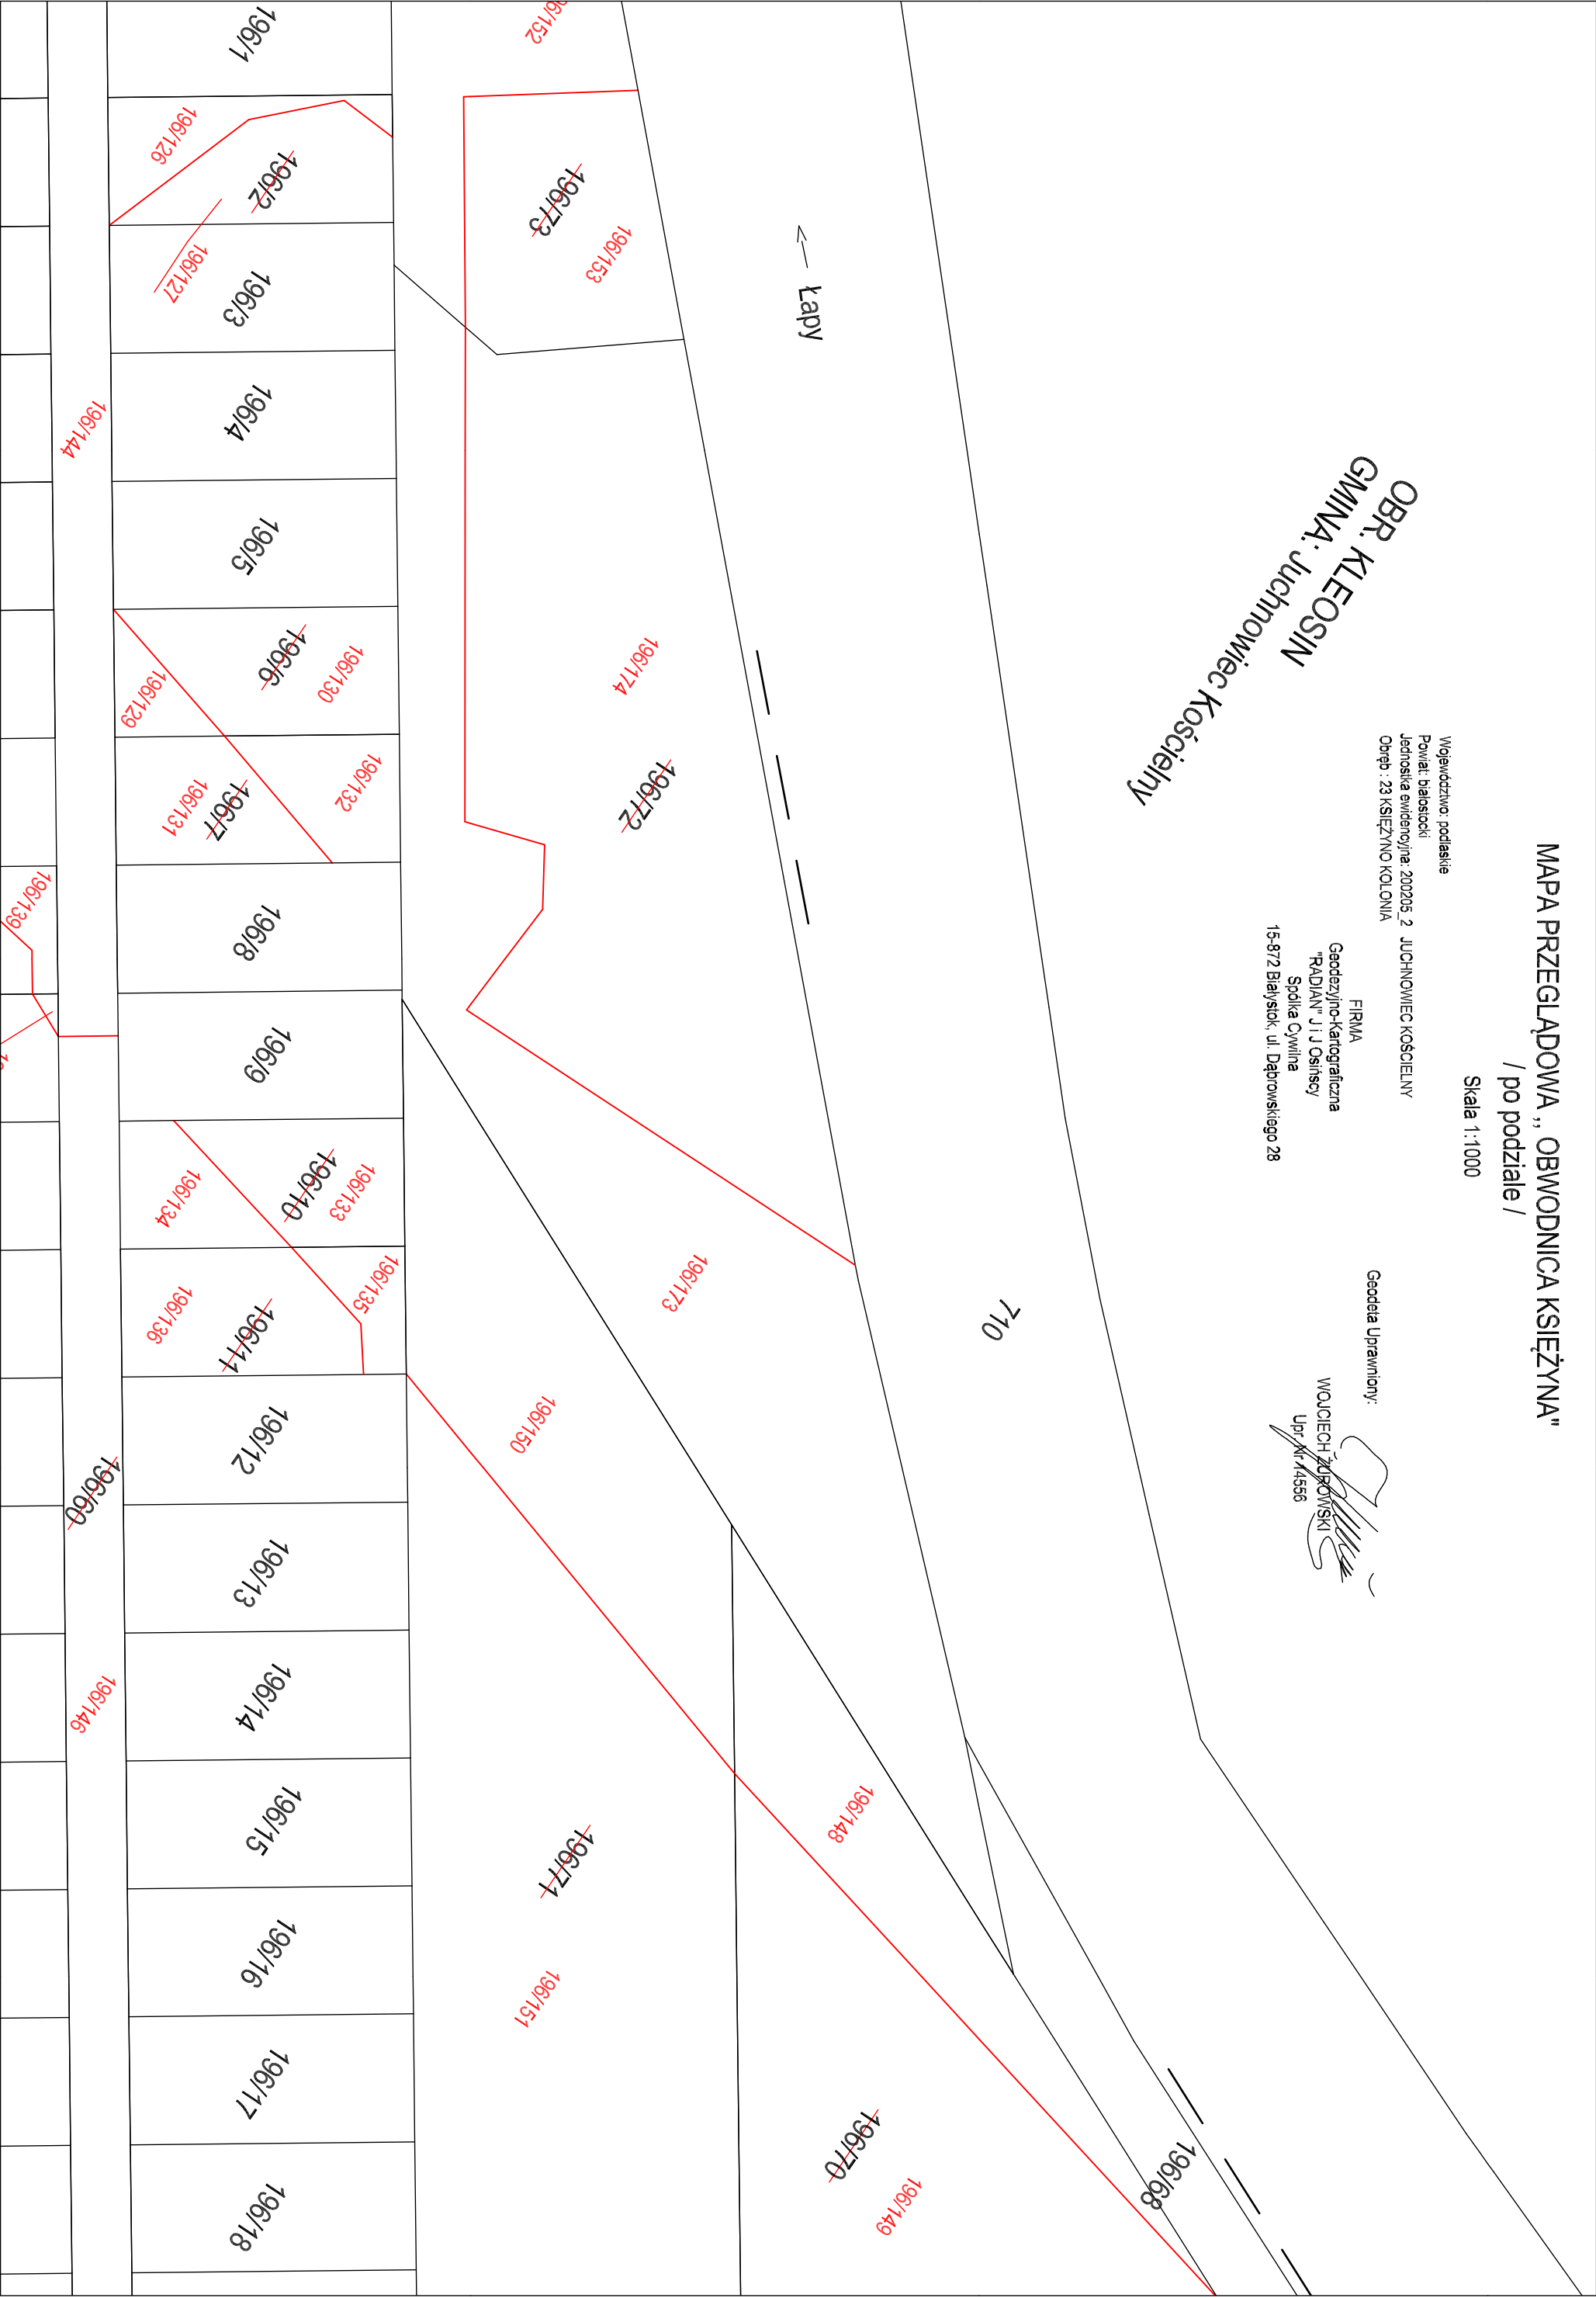 MAPA PRZEGLĄDOWA ,, OBWODNICA KSIĘŻYNA"
/ po podziale /
Skala 1:1000
Województwo: podlaskie
Powiat: białostocki
Jednostka ewidencyjna: 200205_2 JUCHNOWIEC KOŚCIELNY
Obręb : 23 KSIĘŻYNO KOLONIA
FIRMA
Geodezyjno-Kartograficzna
"RADIAN" J i J Osińscy
Spółka Cywilna
15-872 Białystok, ul. Dąbrowskiego 28
Geodeta Uprawniony:
WOJCIECH ŻUROWSKI
Upr. Nr 14556
OBR. KLEOSIN
GMINA: Juchnowiec Kościelny
<— Łapy
710
196/68
196/152
196/73
196/153
196/174
196/72
196/173
196/150
196/148
196/71
196/151
196/70
196/149
196/1
196/126
196/2
196/127
196/3
196/4
196/5
196/6
196/130
196/129
196/132
196/7
196/131
196/8
196/9
196/10
196/133
196/134
196/135
196/11
196/136
196/12
196/13
196/14
196/15
196/16
196/17
196/18
196/144
196/139
196/60
196/146